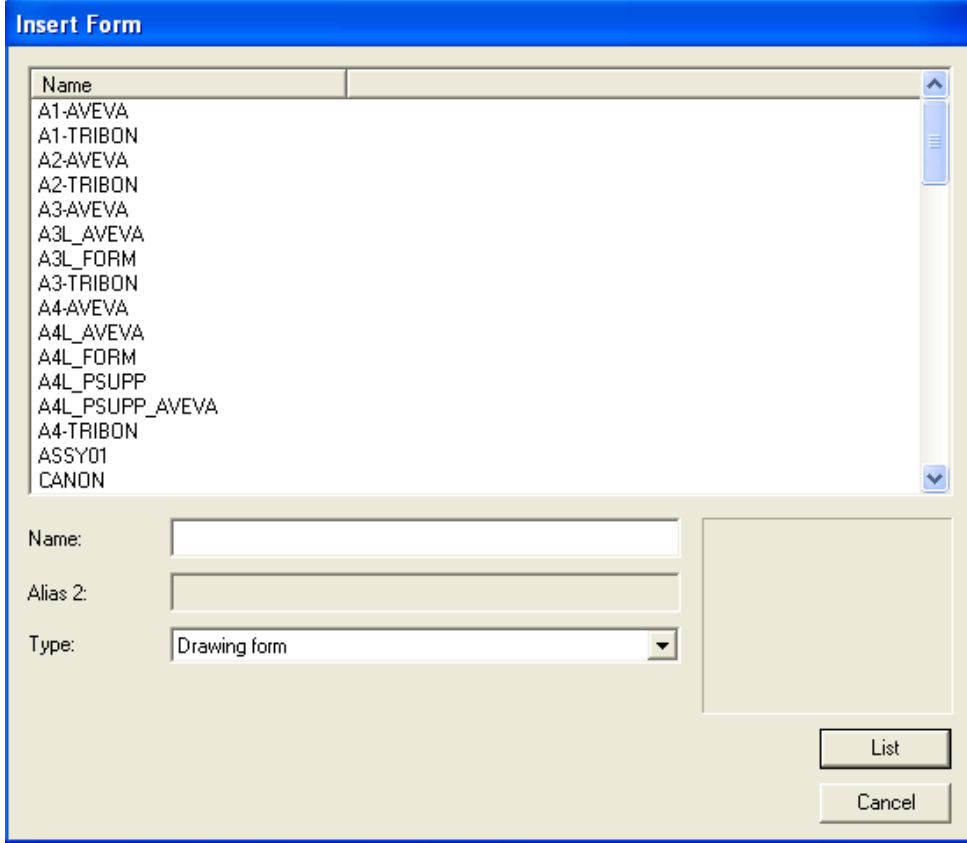 Insert Form
Name
A1-AVEVA
A1-TRIBON
A2-AVEVA
A2-TRIBON
A3-AVEVA
A3L_AVEVA
A3L_FORM
A3-TRIBON
A4-AVEVA
A4L_AVEVA
A4L_FORM
A4L_PSUPP
A4L_PSUPP_AVEVA
A4-TRIBON
ASSY01
CANON
Name:
Alias 2:
Type: Drawing form
List
Cancel